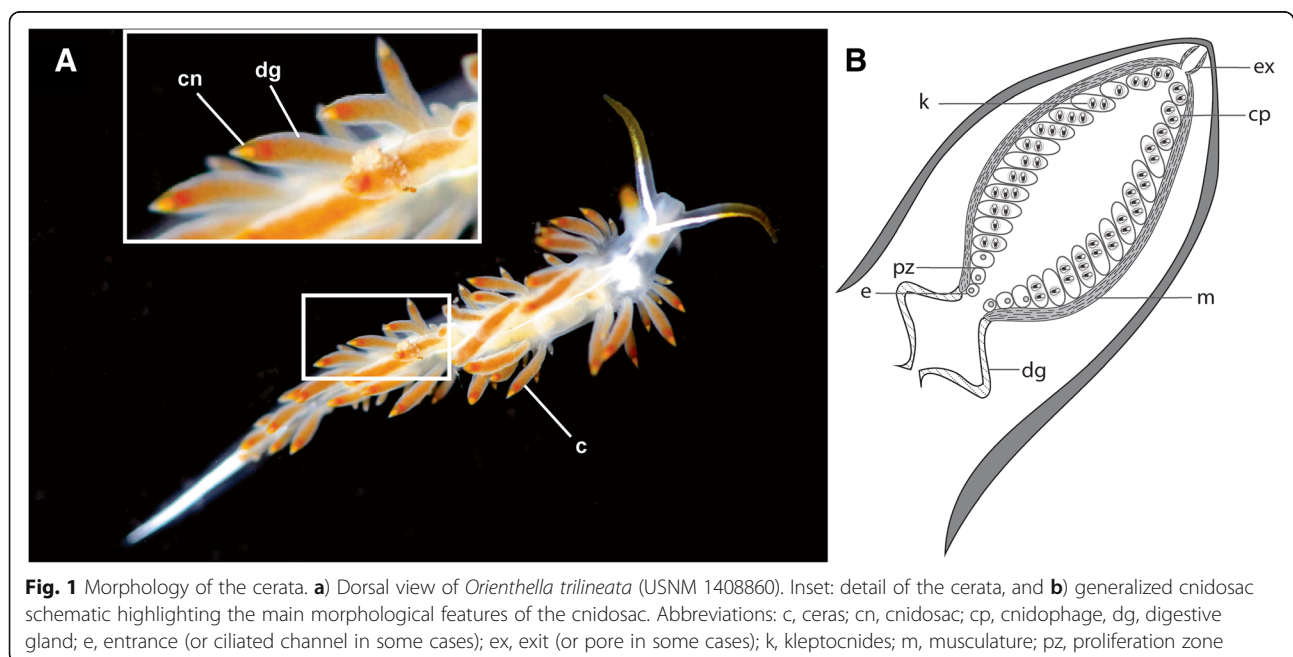 A
cn
dg
c
B
ex
k
cp
pz
e
m
dg
Fig. 1 Morphology of the cerata. a) Dorsal view of Orienthella trilineata (USNM 1408860). Inset: detail of the cerata, and b) generalized cnidosac
schematic highlighting the main morphological features of the cnidosac. Abbreviations: c, ceras; cn, cnidosac; cp, cnidophage, dg, digestive
gland; e, entrance (or ciliated channel in some cases); ex, exit (or pore in some cases); k, kleptocnides; m, musculature; pz, proliferation zone